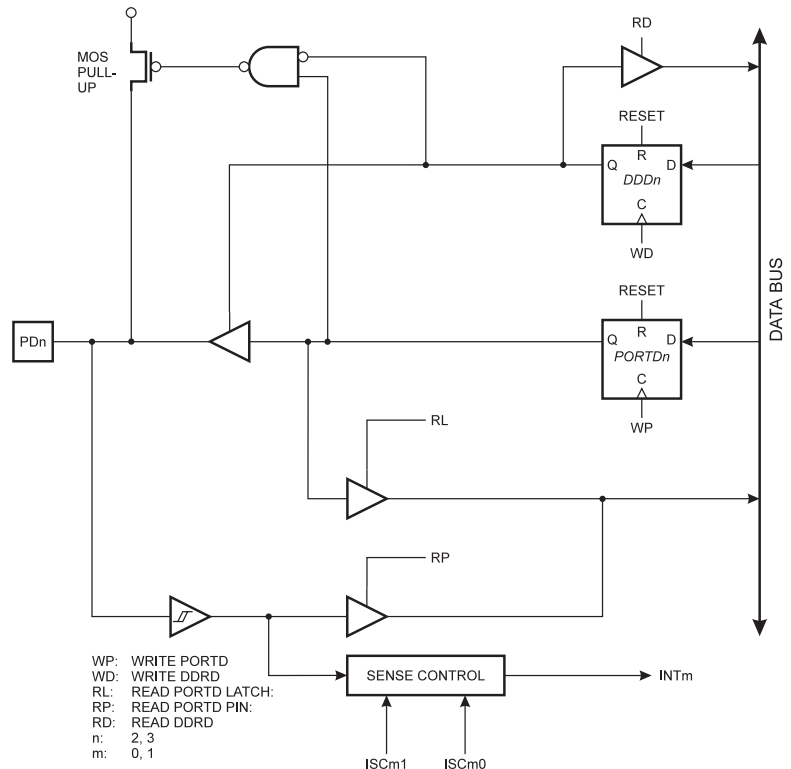 RD
MOS
PULL-
UP
RESET
R
Q
D
DDDn
C
WD
DATA BUS
RESET
R
PDn
Q
D
PORTDn
C
WP
RL
RP
WP: WRITE PORTD
WD: WRITE DDRD
RL: READ PORTD LATCH:
RP: READ PORTD PIN:
RD: READ DDRD
n: 2, 3
m: 0, 1
SENSE CONTROL
INTm
ISCm1
ISCm0